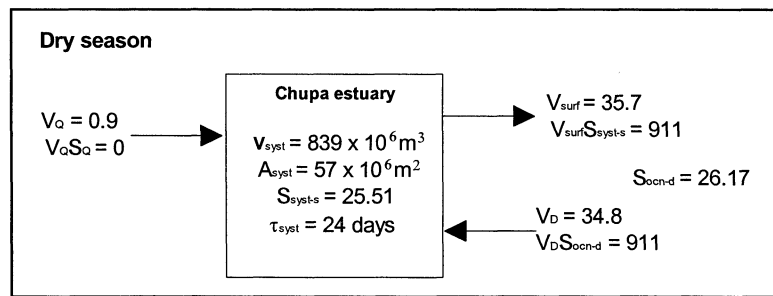 Dry season
Chupa estuary
V_Q = 0.9
V_QS_Q = 0
v_syst = 839 x 10^6 m^3
A_syst = 57 x 10^6 m^2
S_syst-s = 25.51
τ_syst = 24 days
V_surf = 35.7
V_surfS_syst-s = 911
S_ocn-d = 26.17
V_D = 34.8
V_DS_ocn-d = 911